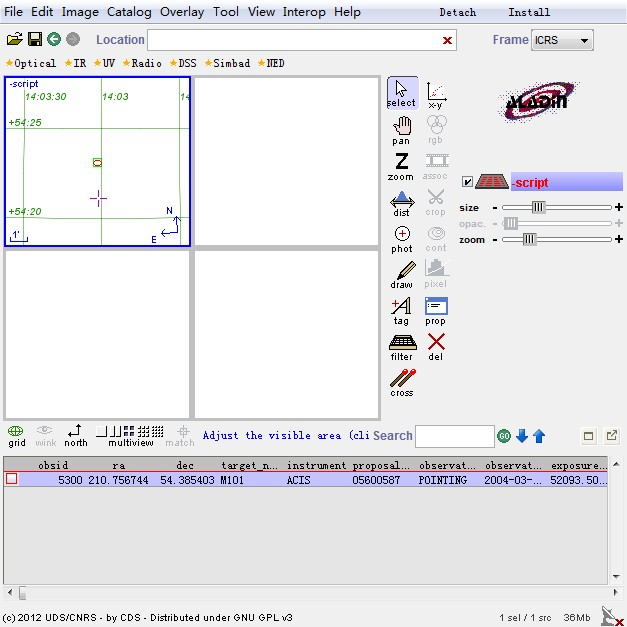 File Edit Image Catalog Overlay Tool View Interop Help Detach Install
Location Frame ICRS
Optical IR UV Radio DSS Simbad NED
-script
14:03:30 14:03 14
+54:25
+54:20
N
E
1'
select x-y
pan rgb
zoom assoc
dist crop
phot cont
draw pixel
tag prop
filter del
cross
ALADIN
-script
size - +
opac. - +
zoom - +
grid wink north multiview match Adjust the visible area (cli Search GO
obsid ra dec target_n... instrument proposal... observat... observat... exposure...
5300 210.756744 54.385403 M101 ACIS 05600587 POINTING 2004-03-... 52093.50...
(c) 2012 UDS/CNRS - by CDS - Distributed under GNU GPL v3 1 sel / 1 src 36Mb